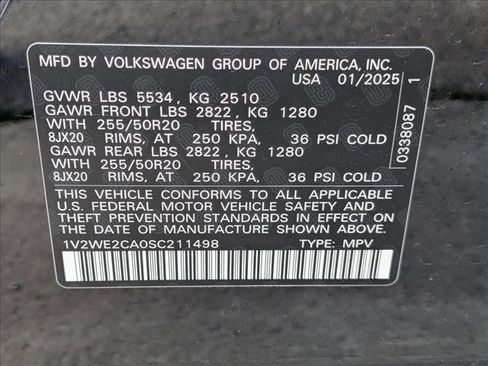 MFD BY VOLKSWAGEN GROUP OF AMERICA, INC.
USA 01/2025
GVWR LBS 5534 , KG 2510
GAWR FRONT LBS 2822 , KG 1280
WITH 255/50R20 TIRES,
8JX20 RIMS, AT 250 KPA, 36 PSI COLD
GAWR REAR LBS 2822 , KG 1280
WITH 255/50R20 TIRES,
8JX20 RIMS, AT 250 KPA, 36 PSI COLD
THIS VEHICLE CONFORMS TO ALL APPLICABLE
U.S. FEDERAL MOTOR VEHICLE SAFETY AND
THEFT PREVENTION STANDARDS IN EFFECT ON
THE DATE OF MANUFACTURE SHOWN ABOVE
1V2WE2CA0SC211498 TYPE: MPV
0338087 1